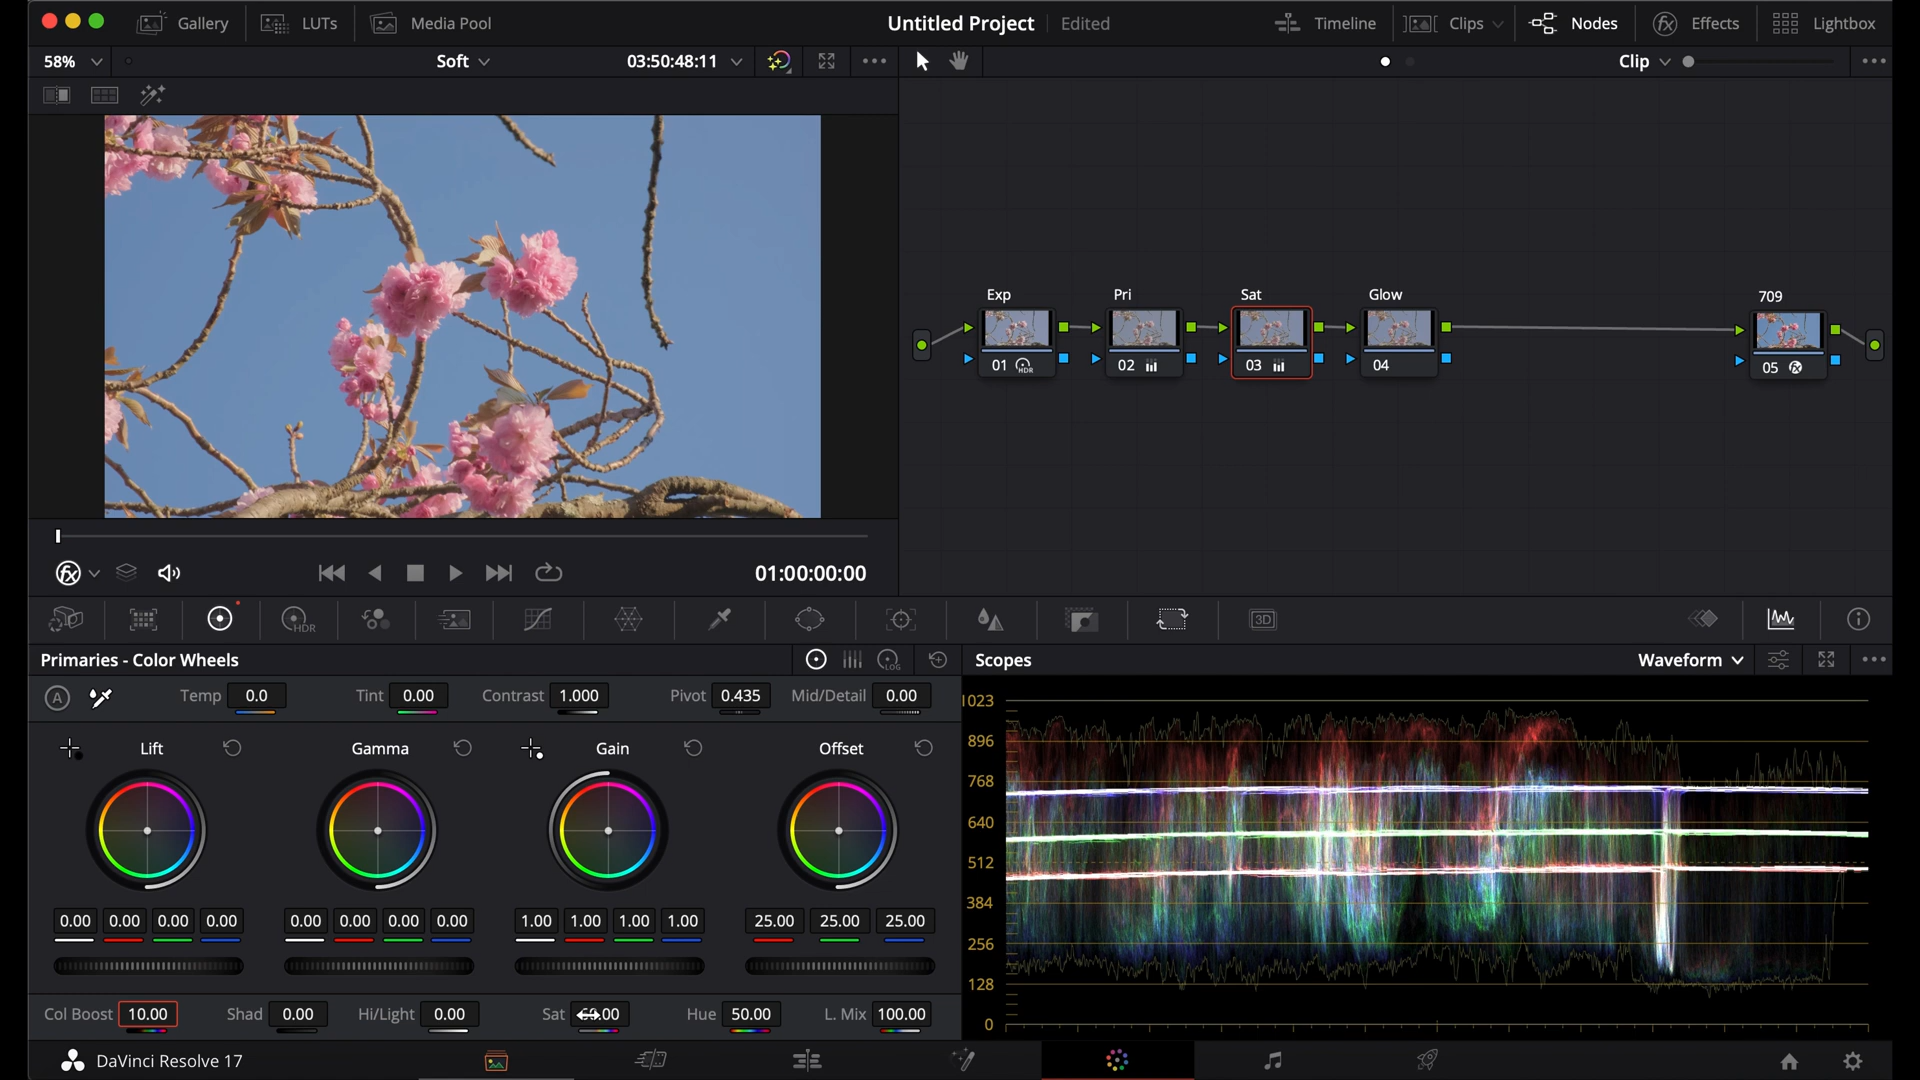 Gallery LUTs Media Pool Untitled Project Edited Timeline Clips Nodes Effects Lightbox
58% Soft 03:50:48:11 Clip
Exp Pri Sat Glow 709
01 HDR 02 03 04 05
01:00:00:00
HDR 3D
Primaries - Color Wheels LOG Scopes Waveform
A Temp 0.0 Tint 0.00 Contrast 1.000 Pivot 0.435 Mid/Detail 0.00
Lift Gamma Gain Offset
0.00 0.00 0.00 0.00 0.00 0.00 0.00 0.00 1.00 1.00 1.00 1.00 25.00 25.00 25.00
Col Boost 10.00 Shad 0.00 Hi/Light 0.00 Sat Hue 50.00 L. Mix 100.00
1023
896
768
640
512
384
256
128
0
DaVinci Resolve 17